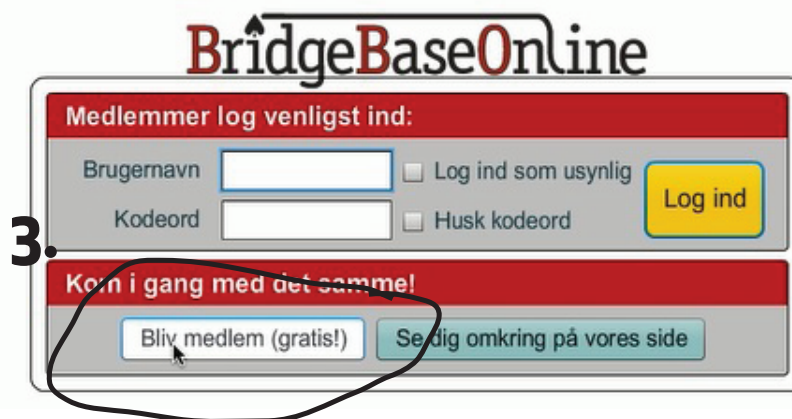 BridgeBaseOnline
Medlemmer log venligst ind:
Brugernavn Log ind som usynlig
Log ind
Kodeord Husk kodeord
3.
Kom i gang med det samme!
Bliv medlem (gratis!) Se dig omkring på vores side